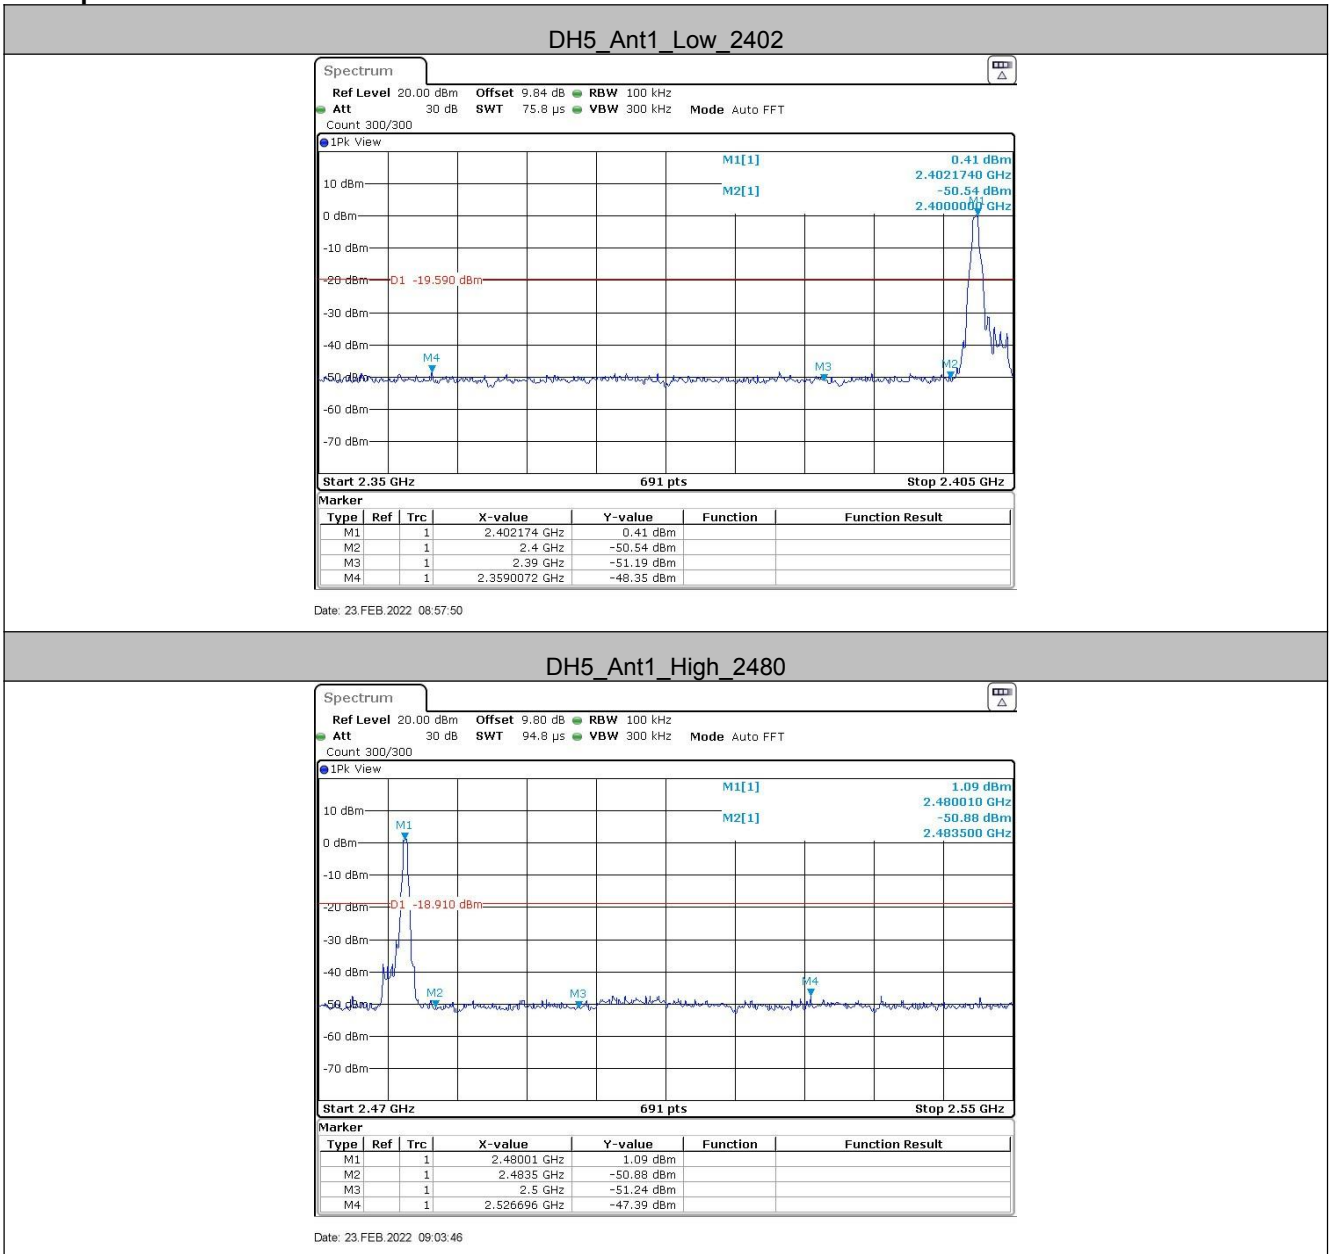 DH5_Ant1_Low_2402
Spectrum
Ref Level 20.00 dBm Offset 9.84 dB RBW 100 kHz
Att 30 dB SWT 75.8 µs VBW 300 kHz Mode Auto FFT
Count 300/300
1Pk View
M1[1] 0.41 dBm
2.4021740 GHz
M2[1] -50.54 dBm
2.4000000 GHz
M1
10 dBm
0 dBm
-10 dBm
-20 dBm
D1 -19.590 dBm
-30 dBm
-40 dBm
M4
M3
M2
-50 dBm
-60 dBm
-70 dBm
Start 2.35 GHz 691 pts Stop 2.405 GHz
Marker
Type Ref Trc X-value Y-value Function Function Result
M1 1 2.402174 GHz 0.41 dBm
M2 1 2.4 GHz -50.54 dBm
M3 1 2.39 GHz -51.19 dBm
M4 1 2.3590072 GHz -48.35 dBm
Date: 23.FEB.2022 08:57:50
DH5_Ant1_High_2480
Spectrum
Ref Level 20.00 dBm Offset 9.80 dB RBW 100 kHz
Att 30 dB SWT 94.8 µs VBW 300 kHz Mode Auto FFT
Count 300/300
1Pk View
M1[1] 1.09 dBm
2.480010 GHz
M2[1] -50.88 dBm
2.483500 GHz
10 dBm
M1
0 dBm
-10 dBm
-20 dBm
D1 -18.910 dBm
-30 dBm
-40 dBm
M4
M2
M3
-50 dBm
-60 dBm
-70 dBm
Start 2.47 GHz 691 pts Stop 2.55 GHz
Marker
Type Ref Trc X-value Y-value Function Function Result
M1 1 2.48001 GHz 1.09 dBm
M2 1 2.4835 GHz -50.88 dBm
M3 1 2.5 GHz -51.24 dBm
M4 1 2.526696 GHz -47.39 dBm
Date: 23.FEB.2022 09:03:46